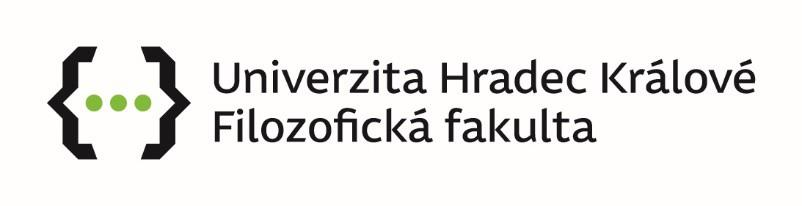 Univerzita Hradec Králové
Filozofická fakulta